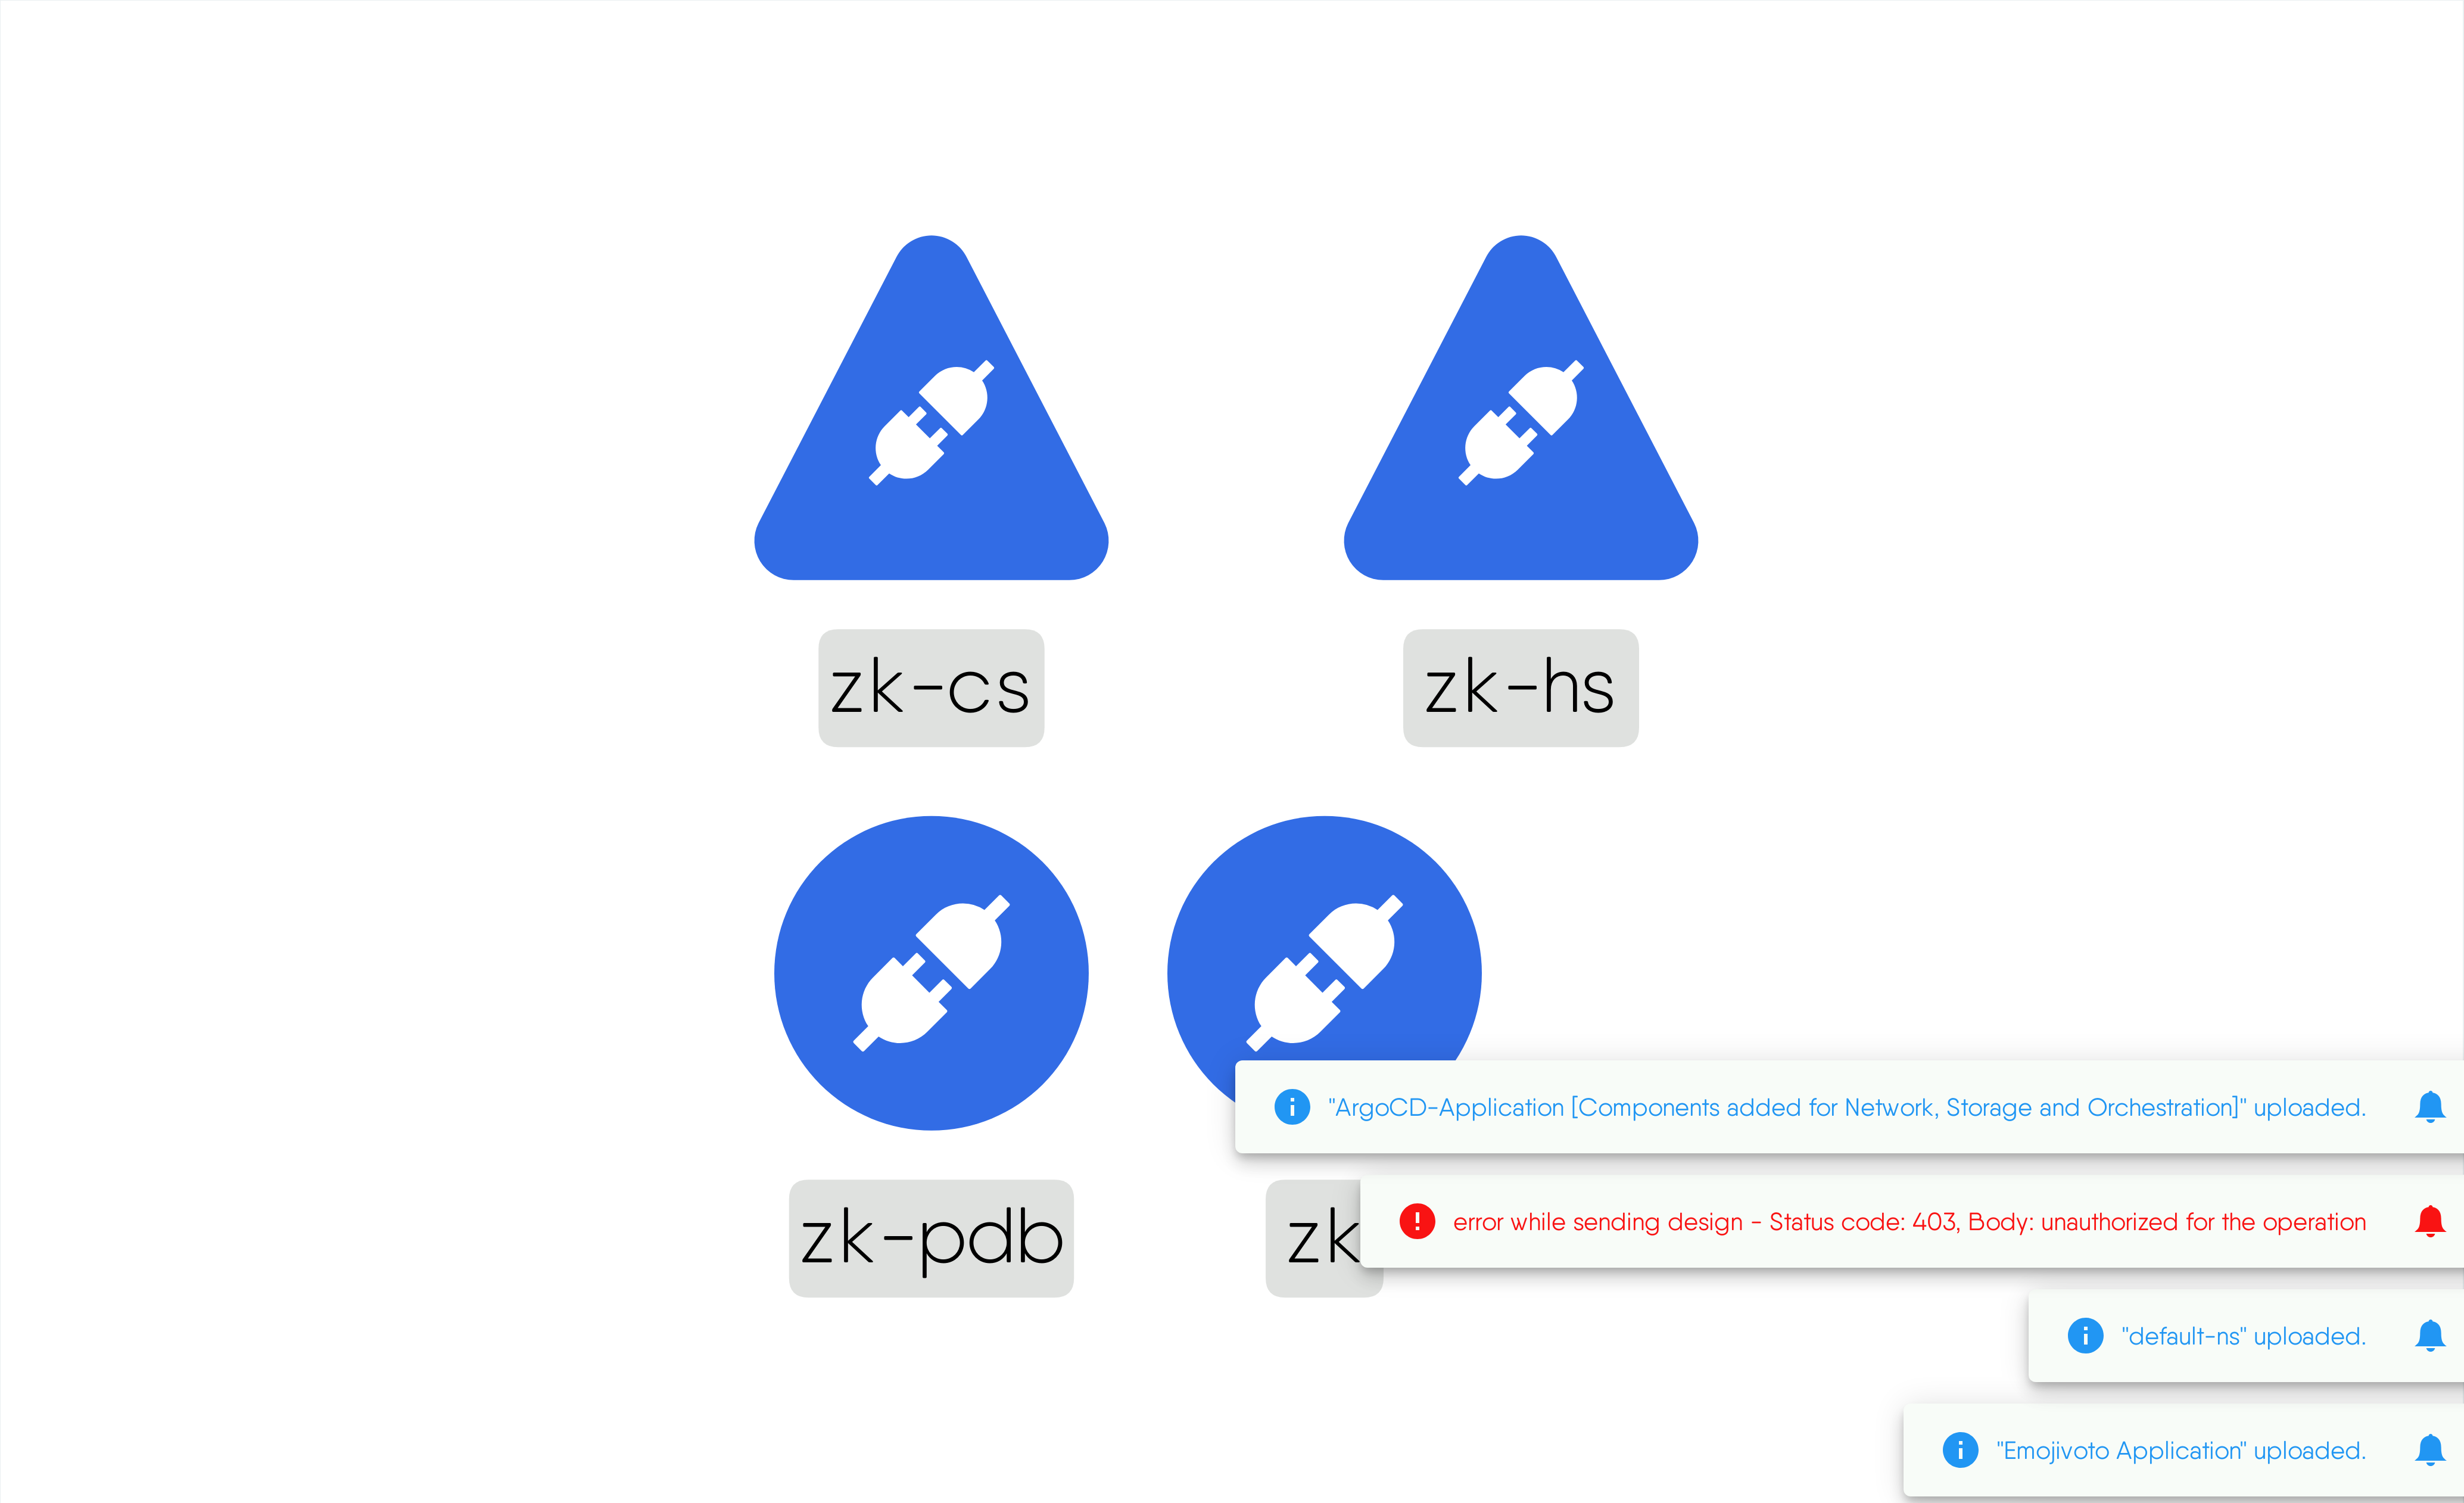 zk-cs
zk-hs
"ArgoCD-Application [Components added for Network, Storage and Orchestration]" uploaded.
zk-pdb
zk
error while sending design - Status code: 403, Body: unauthorized for the operation
"default-ns" uploaded.
"Emojivoto Application" uploaded.